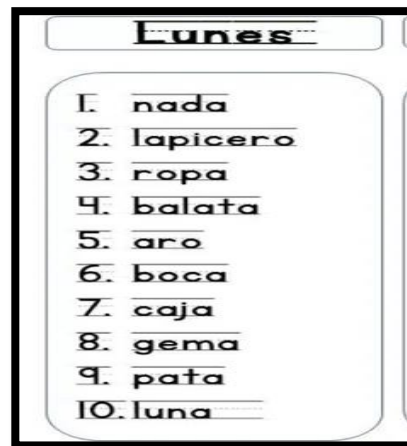 Lunes
1. nada
2. lapicero
3. ropa
4. balata
5. aro
6. boca
7. caja
8. gema
9. pata
10. luna